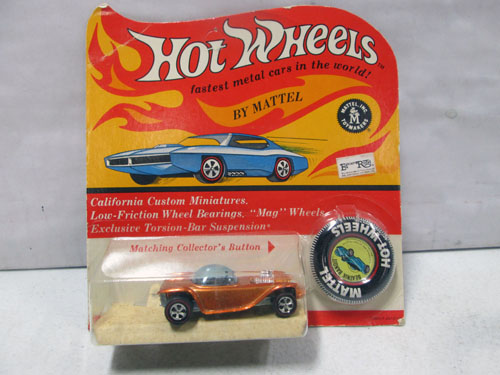 HOT WHEELS
fastest metal cars in the world!
BY MATTEL
MATTEL, INC.
M
TOYMAKERS
California Custom Miniatures.
Low-Friction Wheel Bearings. "Mag" Wheels
Exclusive Torsion-Bar Suspension
Matching Collector's Button
HOT WHEELS
MATTEL